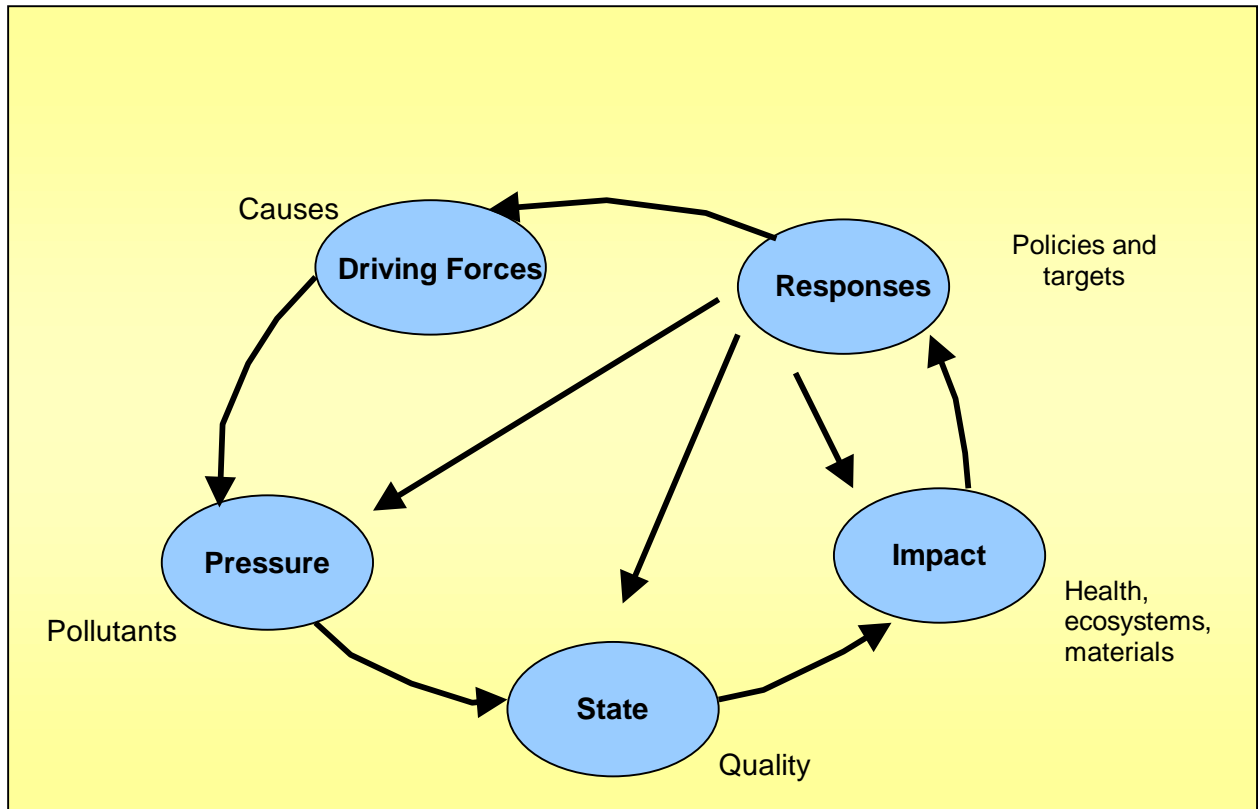 Causes
Driving Forces
Responses
Policies and
targets
Pressure
Pollutants
Impact
Health,
ecosystems,
materials
State
Quality